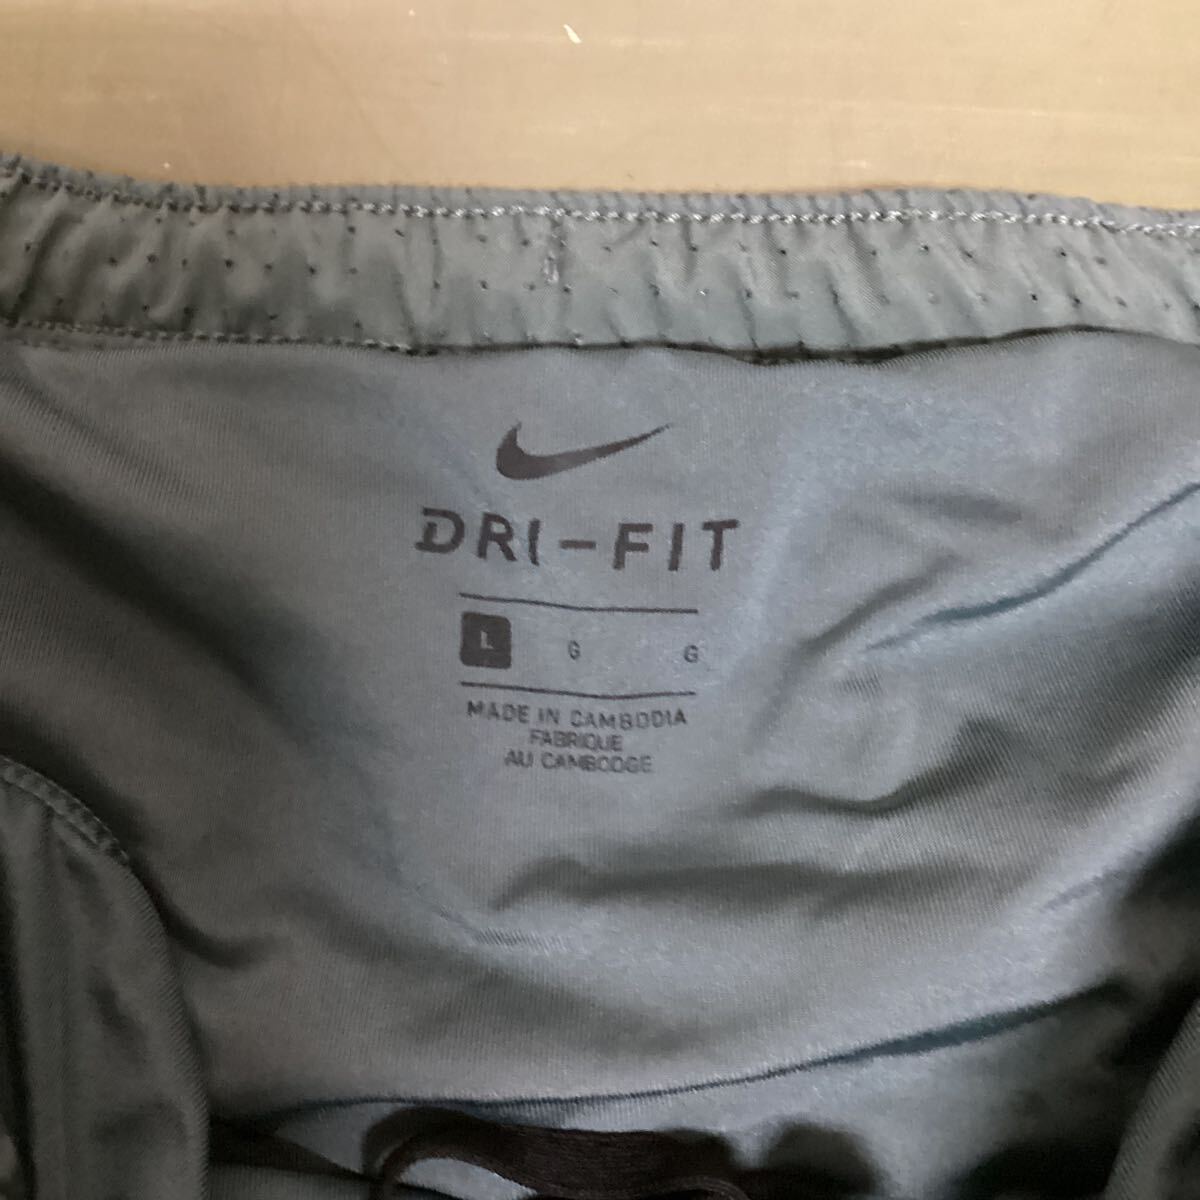 DRI-FIT
L G G
MADE IN CAMBODIA
FABRIQUE
AU CAMBODGE